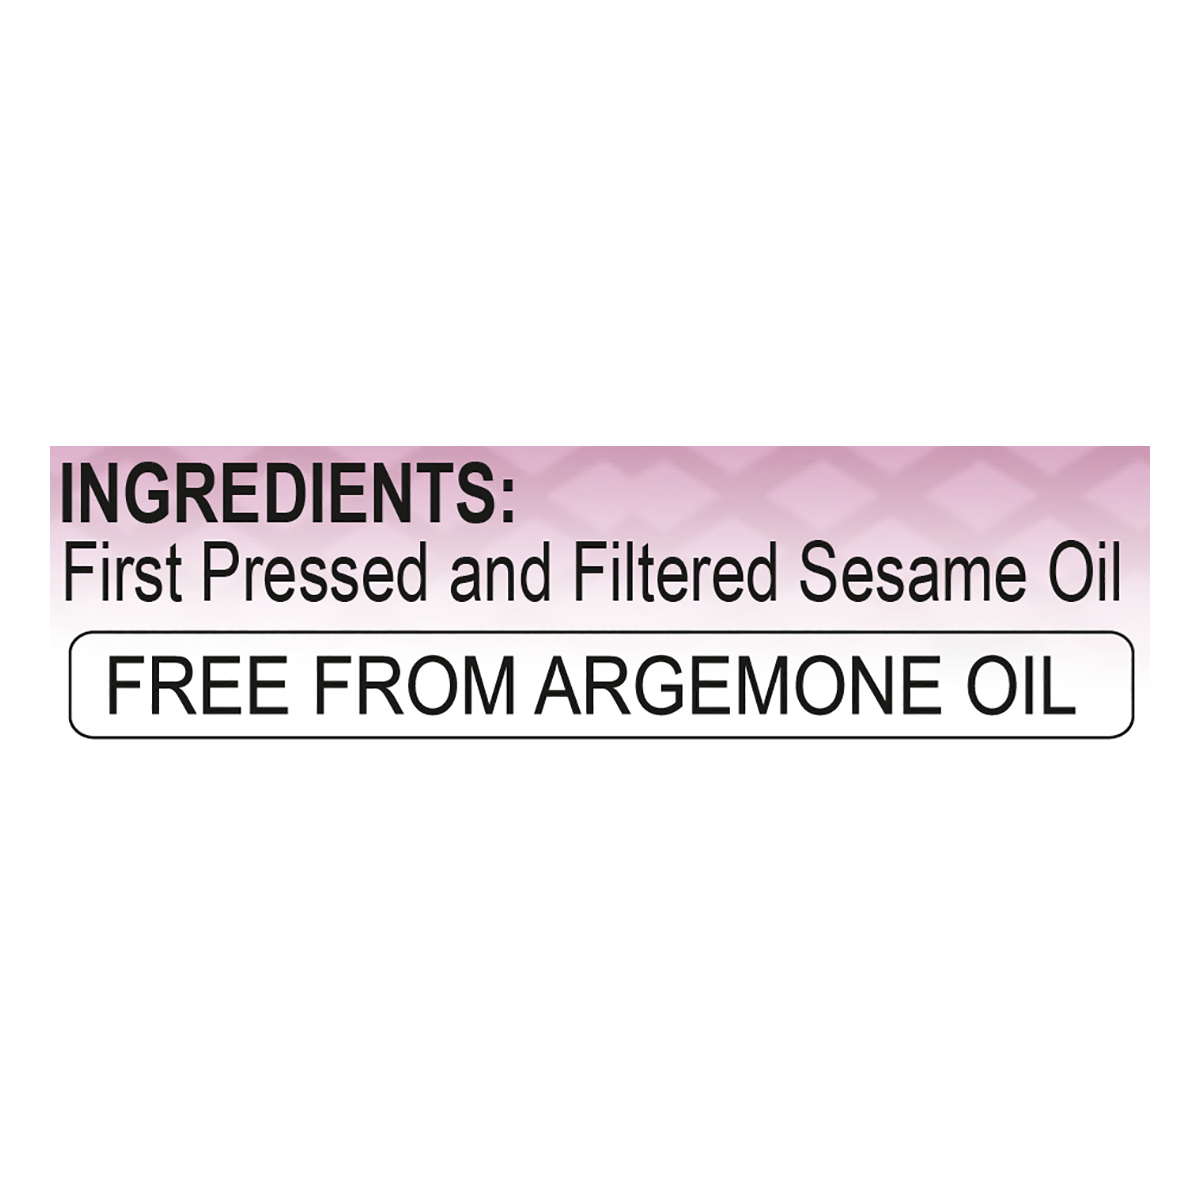 INGREDIENTS:
First Pressed and Filtered Sesame Oil
FREE FROM ARGEMONE OIL